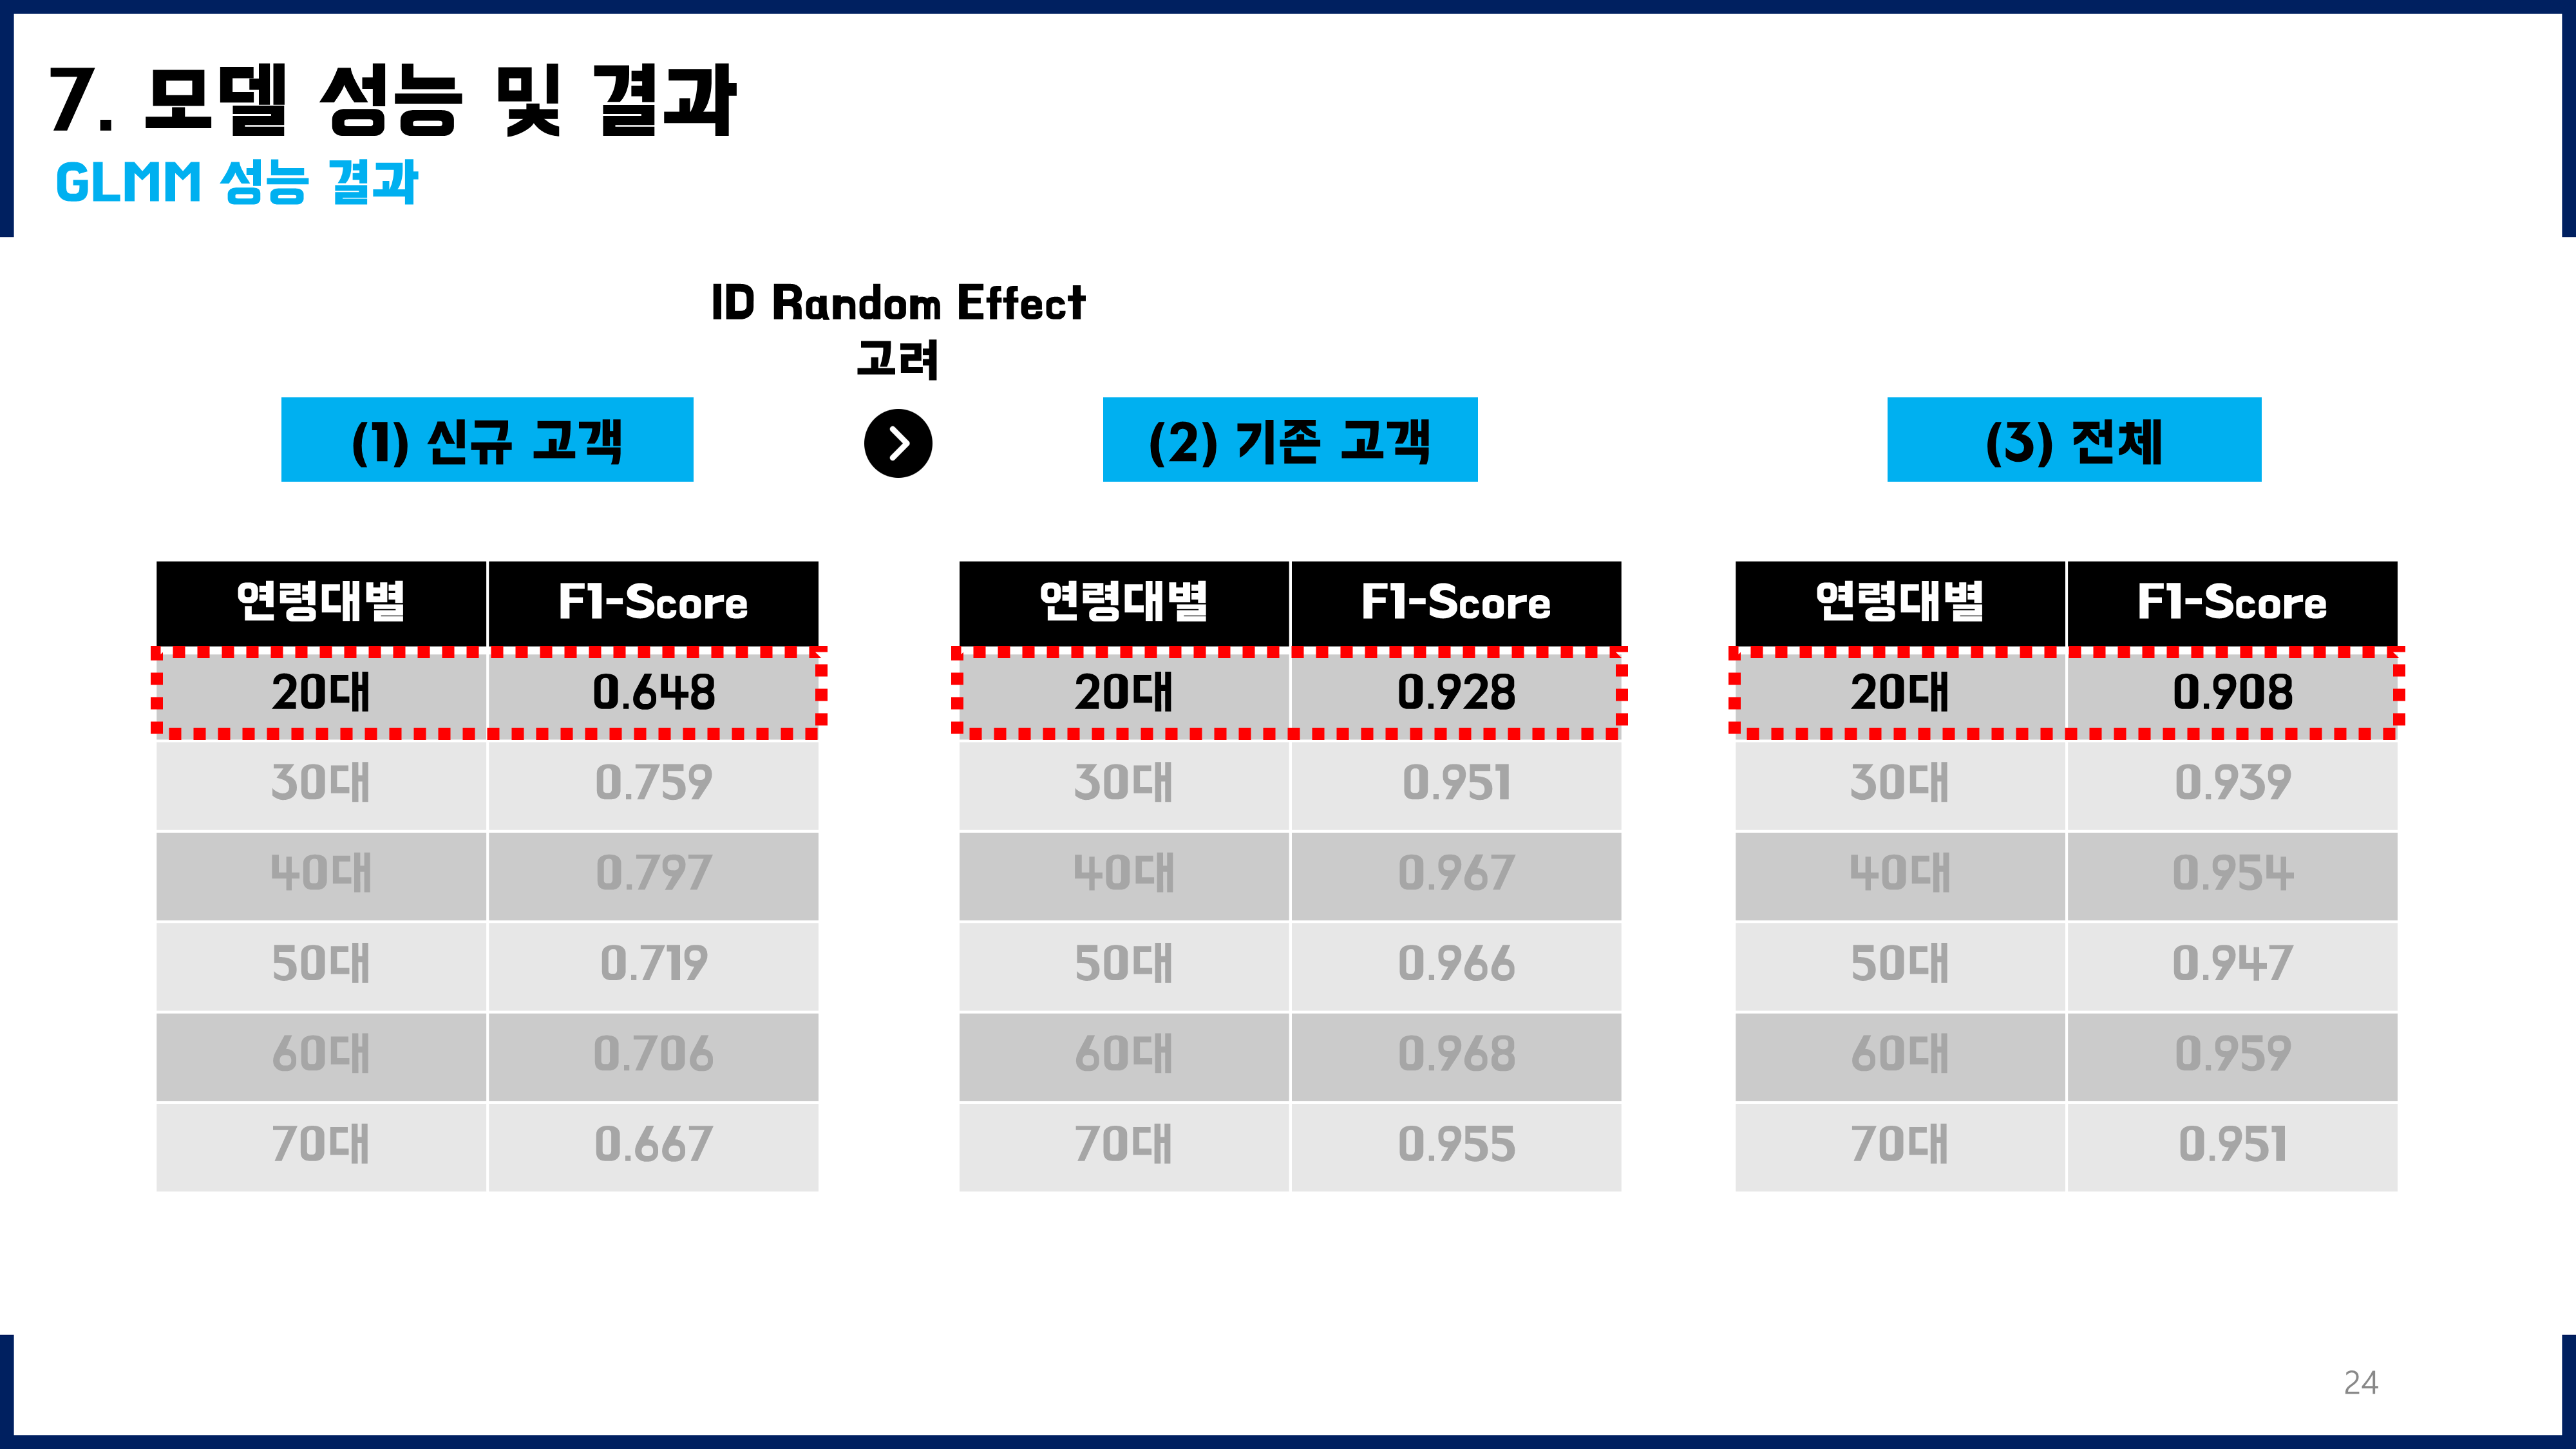 7. 모델 성능 및 결과
GLMM 성능 결과
ID Random Effect
고려
(1) 신규 고객
(2) 기존 고객
(3) 전체
연령대별 F1-Score
20대 0.648
30대 0.759
40대 0.797
50대 0.719
60대 0.706
70대 0.667
연령대별 F1-Score
20대 0.928
30대 0.951
40대 0.967
50대 0.966
60대 0.968
70대 0.955
연령대별 F1-Score
20대 0.908
30대 0.939
40대 0.954
50대 0.947
60대 0.959
70대 0.951
24